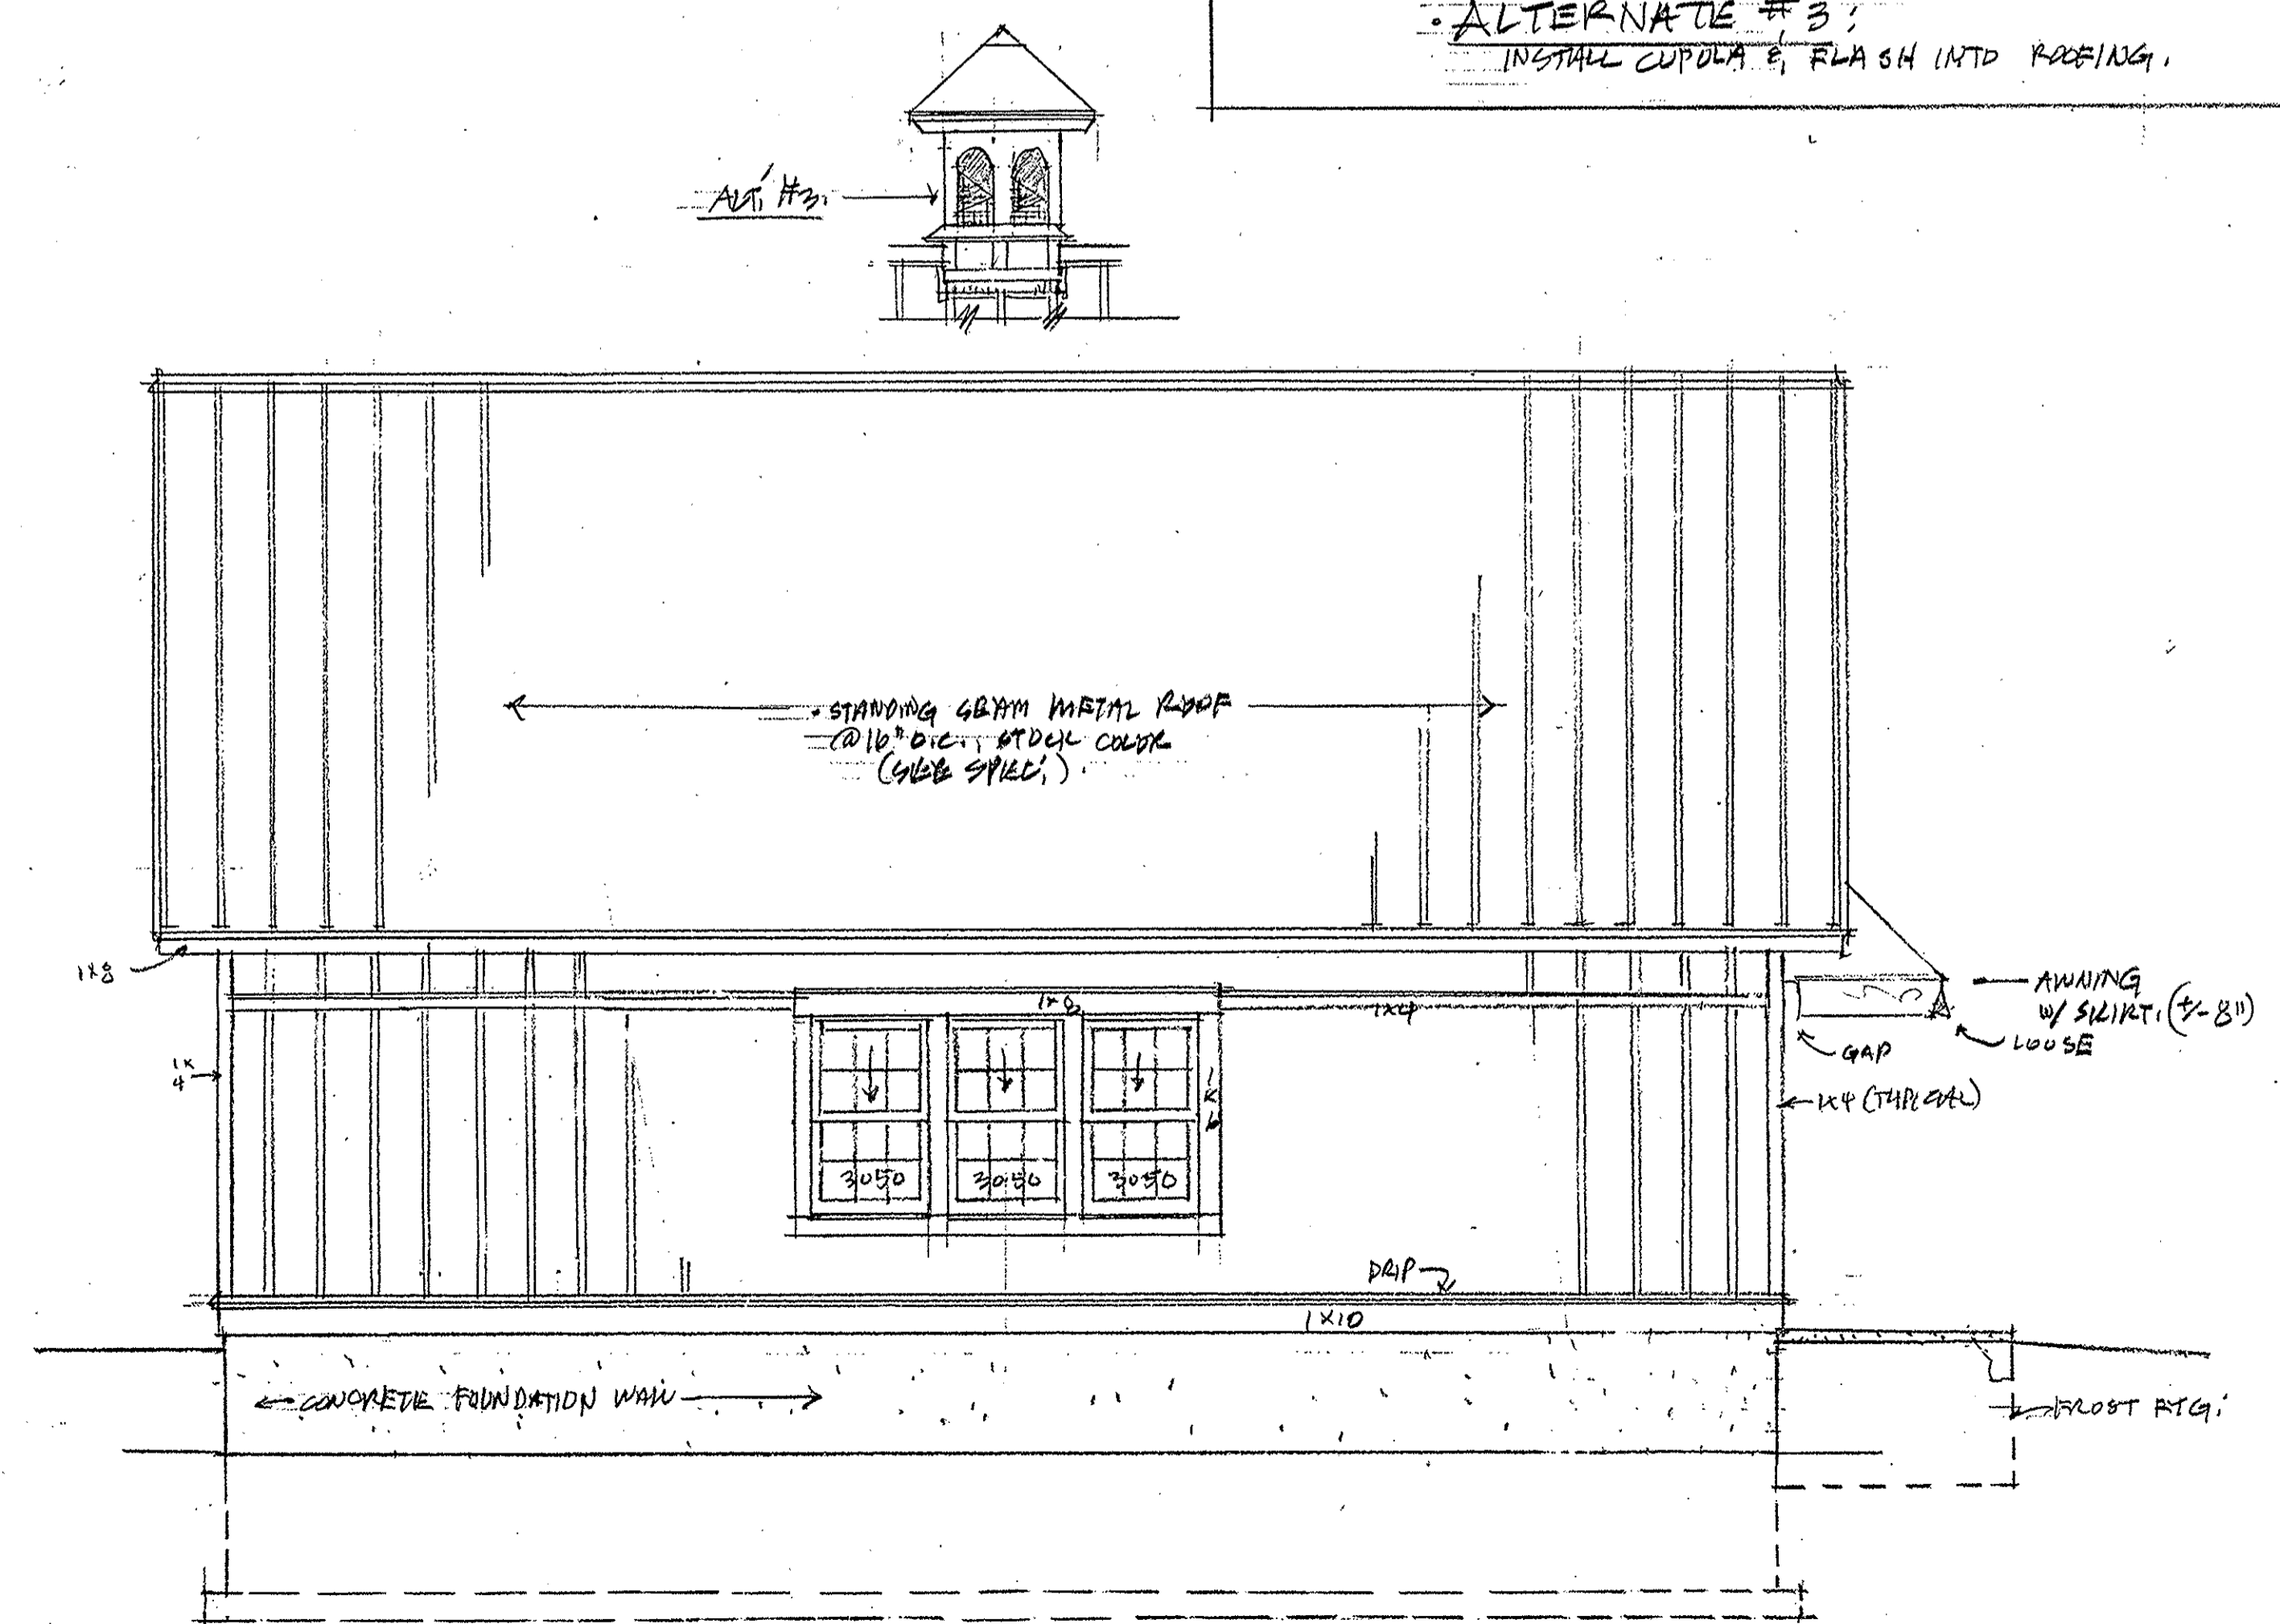 · ALTERNATE #3:
INSTALL CUPOLA & FLASH INTO ROOFING.
ALT. #3.
· STANDING SEAM METAL ROOF
@ 16" O.C., STOCK COLOR
(SEE SPEC.).
1x8
AWNING
W/ SKIRT. (+/- 8")
LOOSE
GAP
1x8
1x4
1x
4
1x6
1x4 (TYPICAL)
3050
3050
3050
DRIP
1x10
CONCRETE FOUNDATION WALL
FROST FTG.